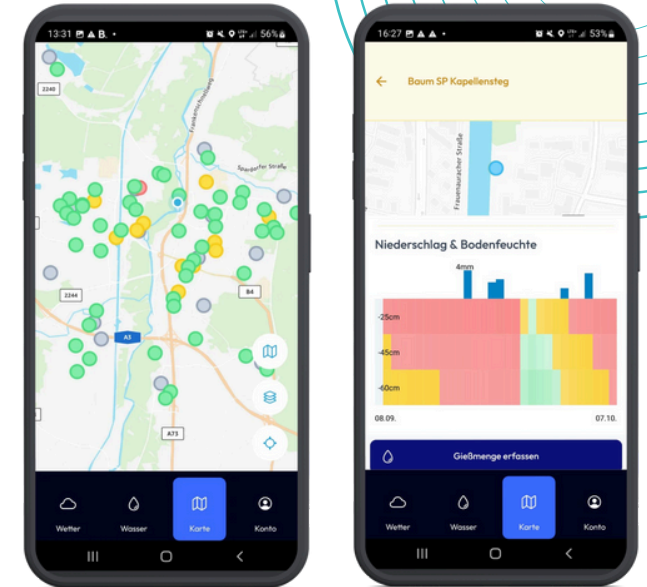 13:31 B. 56%
2240
Frankenschnellweg
Spardorfer Straße
2244
B4
A3
A73
Wetter
Wasser
Karte
Konto
16:27 53%
Baum SP Kapellensteg
Frauenauracher Straße
Niederschlag & Bodenfeuchte
4mm
-25cm
-45cm
-60cm
08.09. 07.10.
Gießmenge erfassen
Wetter
Wasser
Karte
Konto